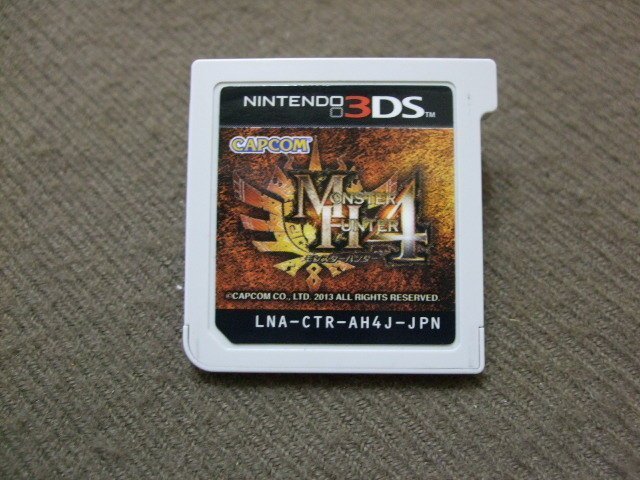 NINTENDO 3DS™
CAPCOM
MONSTER
HUNTER 4
モンスターハンター
©CAPCOM CO., LTD. 2013 ALL RIGHTS RESERVED.
LNA-CTR-AH4J-JPN